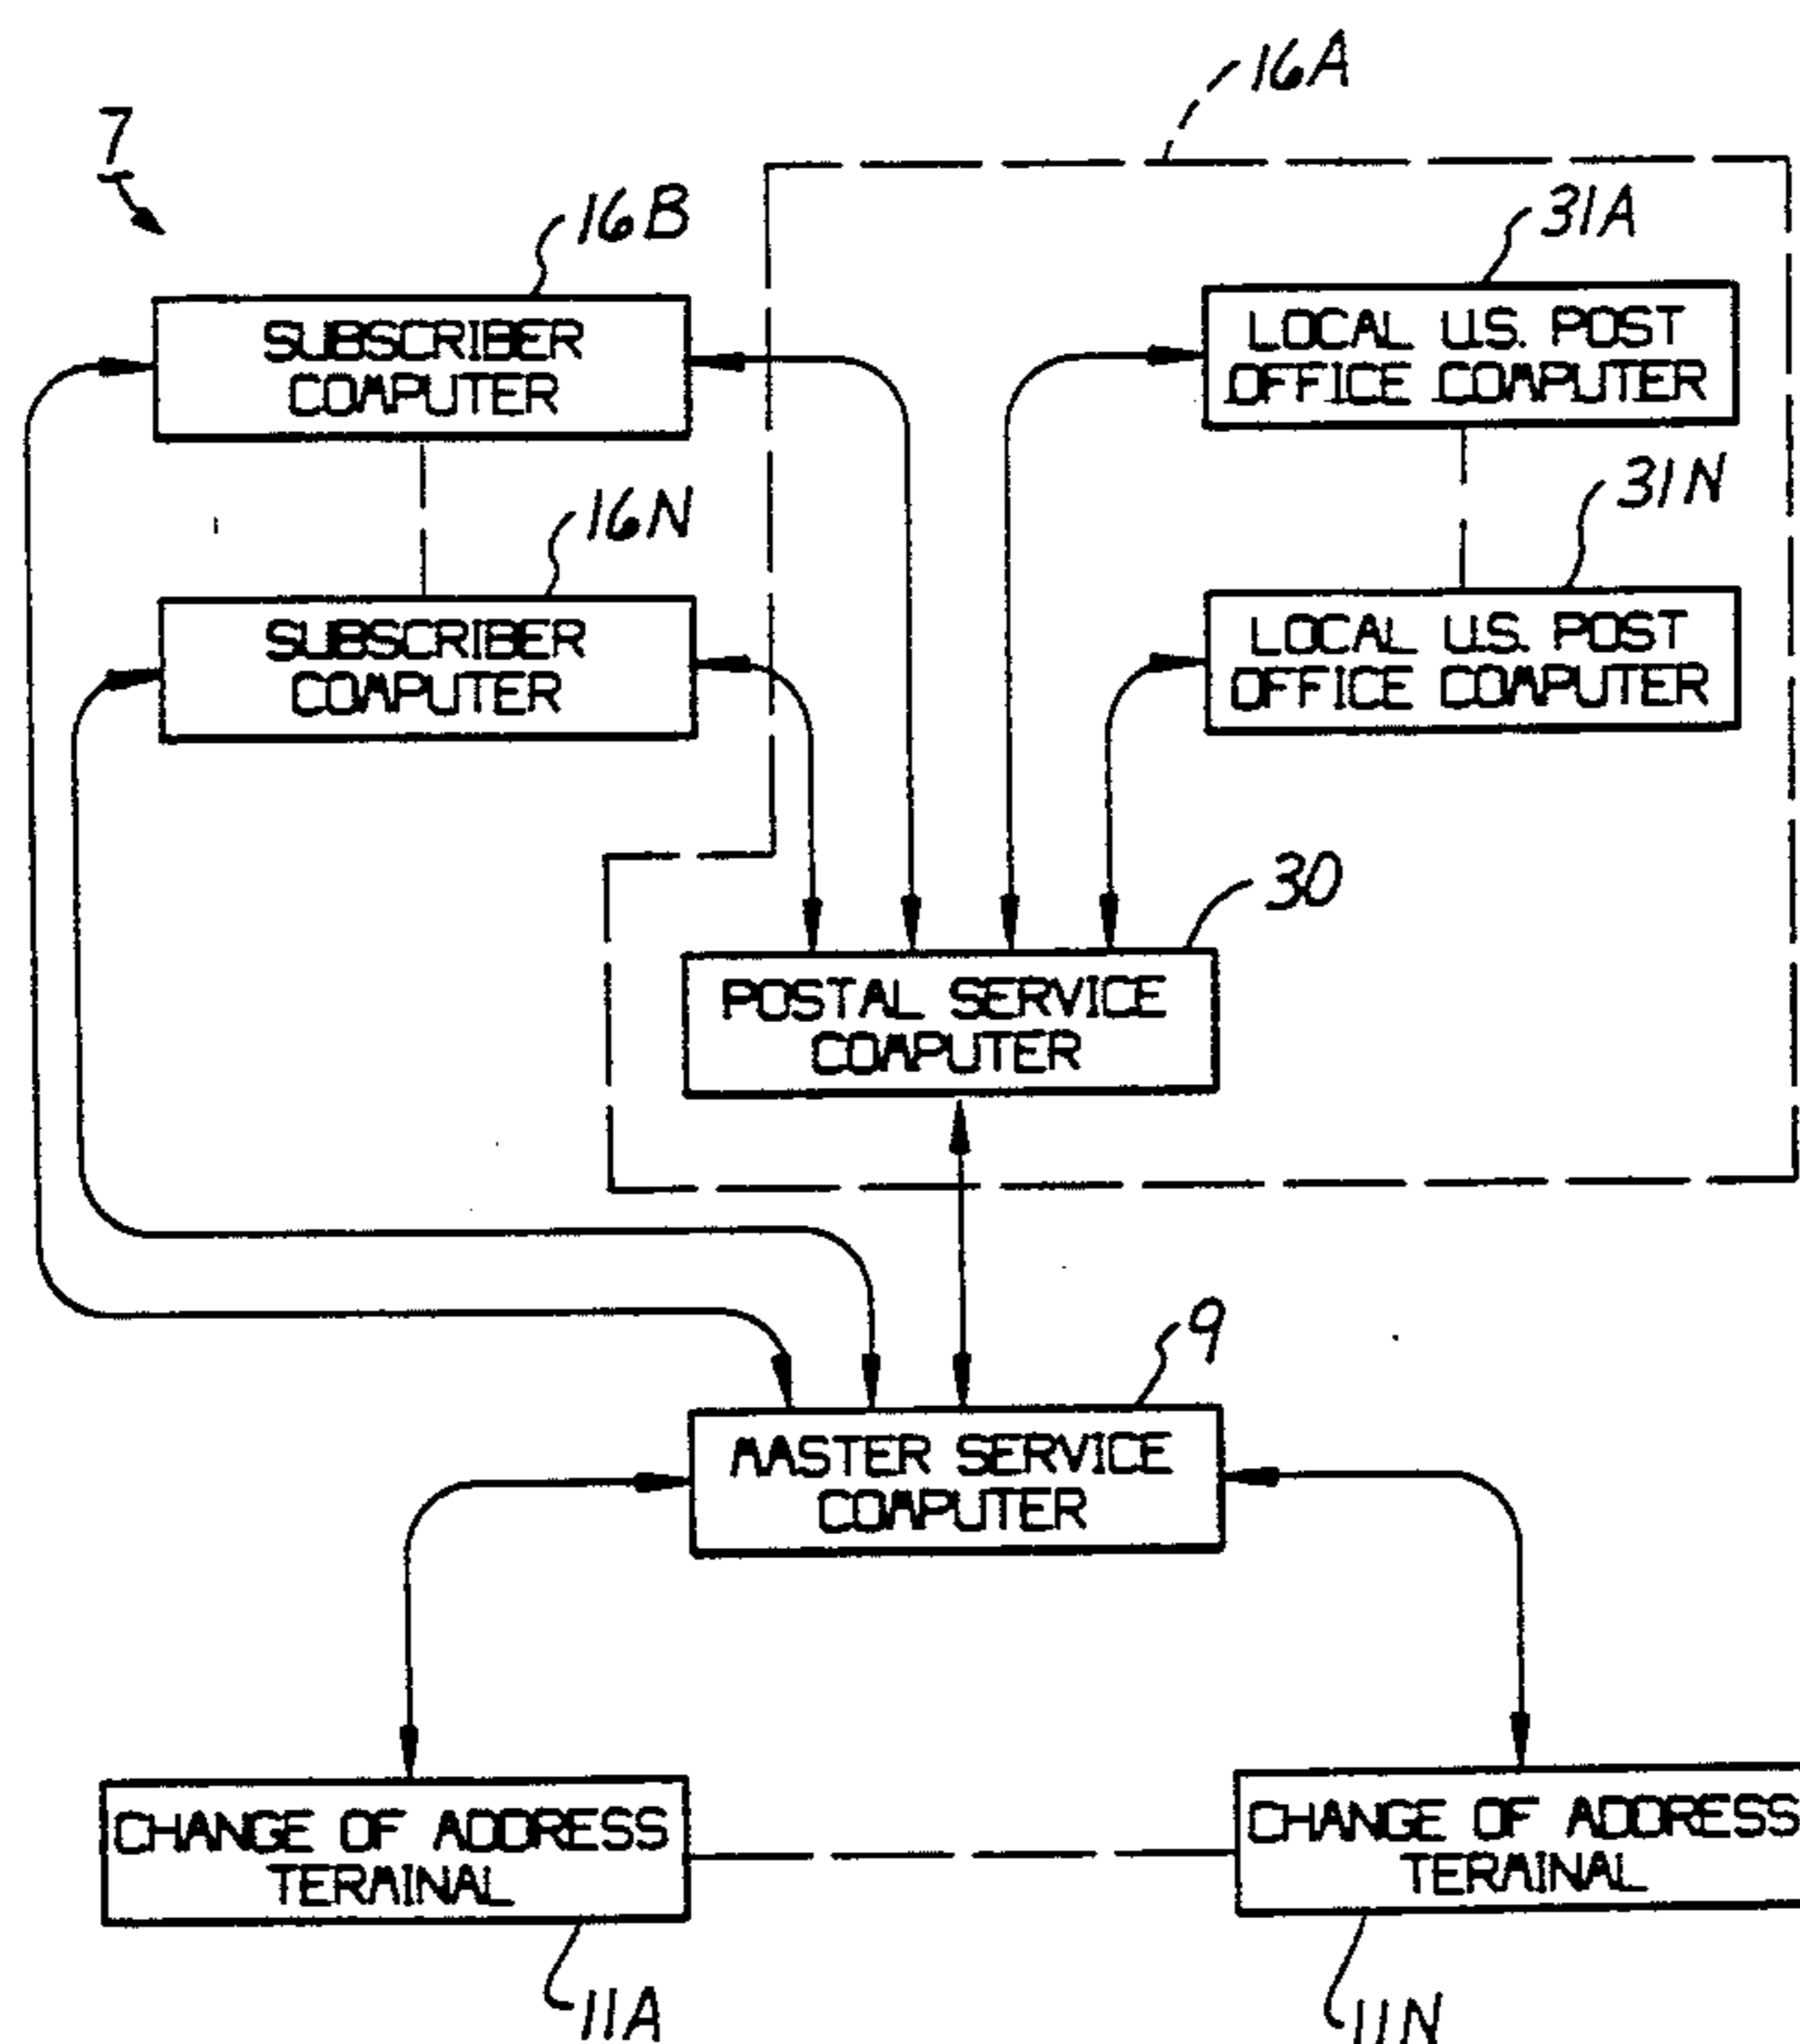 16A
7
16B
31A
SUBSCRIBER
COMPUTER
LOCAL U.S. POST
OFFICE COMPUTER
16N
31N
SUBSCRIBER
COMPUTER
LOCAL U.S. POST
OFFICE COMPUTER
30
POSTAL SERVICE
COMPUTER
9
MASTER SERVICE
COMPUTER
CHANGE OF ADDRESS
TERMINAL
CHANGE OF ADDRESS
TERMINAL
11A
11N